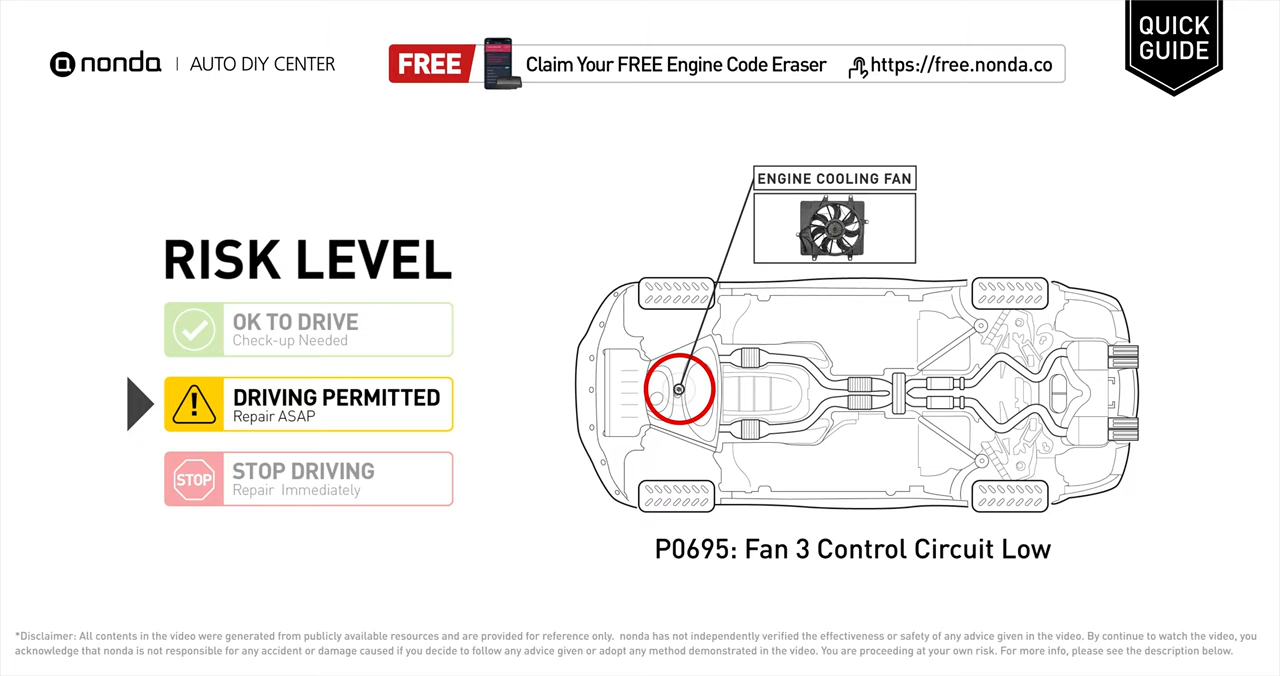 nonda | AUTO DIY CENTER
FREE Claim Your FREE Engine Code Eraser https://free.nonda.co
QUICK
GUIDE
ENGINE COOLING FAN
RISK LEVEL
OK TO DRIVE
Check-up Needed
DRIVING PERMITTED
Repair ASAP
STOP
STOP DRIVING
Repair Immediately
P0695: Fan 3 Control Circuit Low
*Disclaimer: All contents in the video were generated from publicly available resources and are provided for reference only. nonda has not independently verified the effectiveness or safety of any advice given in the video. By continue to watch the video, you
acknowledge that nonda is not responsible for any accident or damage caused if you decide to follow any advice given or adopt any method demonstrated in the video. You are proceeding at your own risk. For more info, please see the description below.